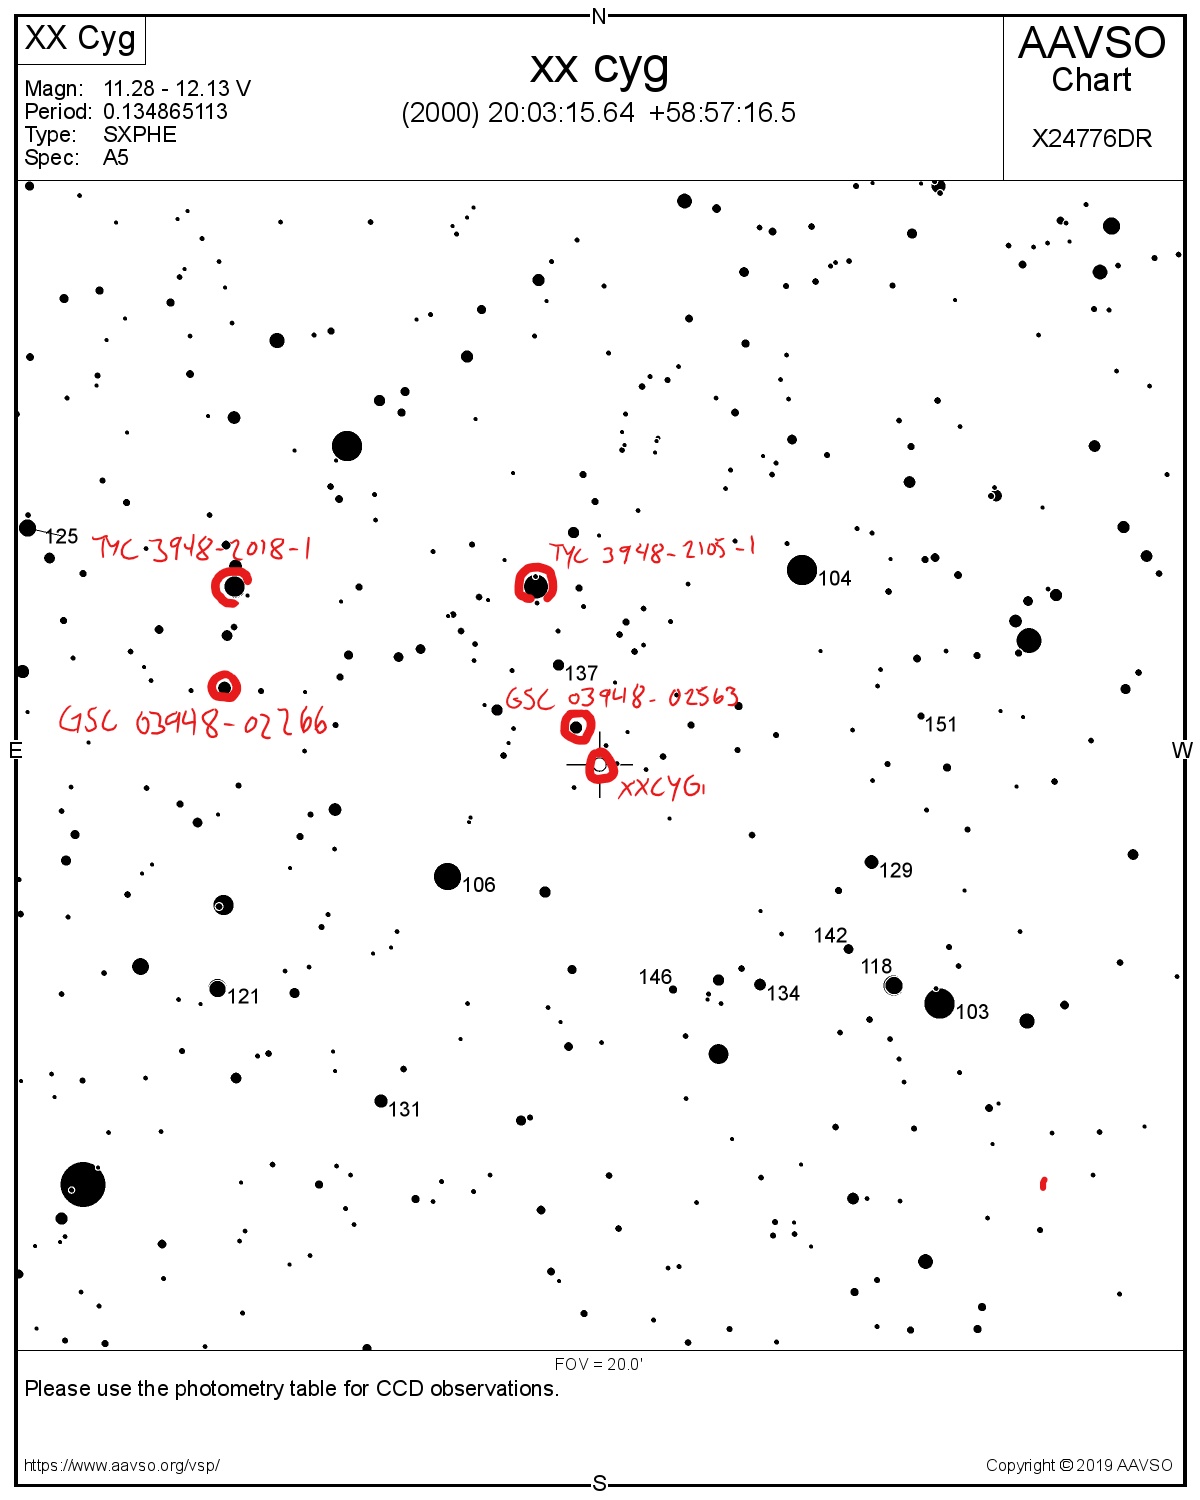 N
XX Cyg
Magn: 11.28 - 12.13 V
Period: 0.134865113
Type: SXPHE
Spec: A5
xx cyg
(2000) 20:03:15.64 +58:57:16.5
AAVSO
Chart
X24776DR
125
TYC 3948-2018-1
TYC 3948-2105-1
104
137
GSC 03948-02563
GSC 03948-02266
151
E
W
XXCYG
129
106
142
118
146
134
121
103
131
FOV = 20.0'
Please use the photometry table for CCD observations.
https://www.aavso.org/vsp/
Copyright © 2019 AAVSO
S